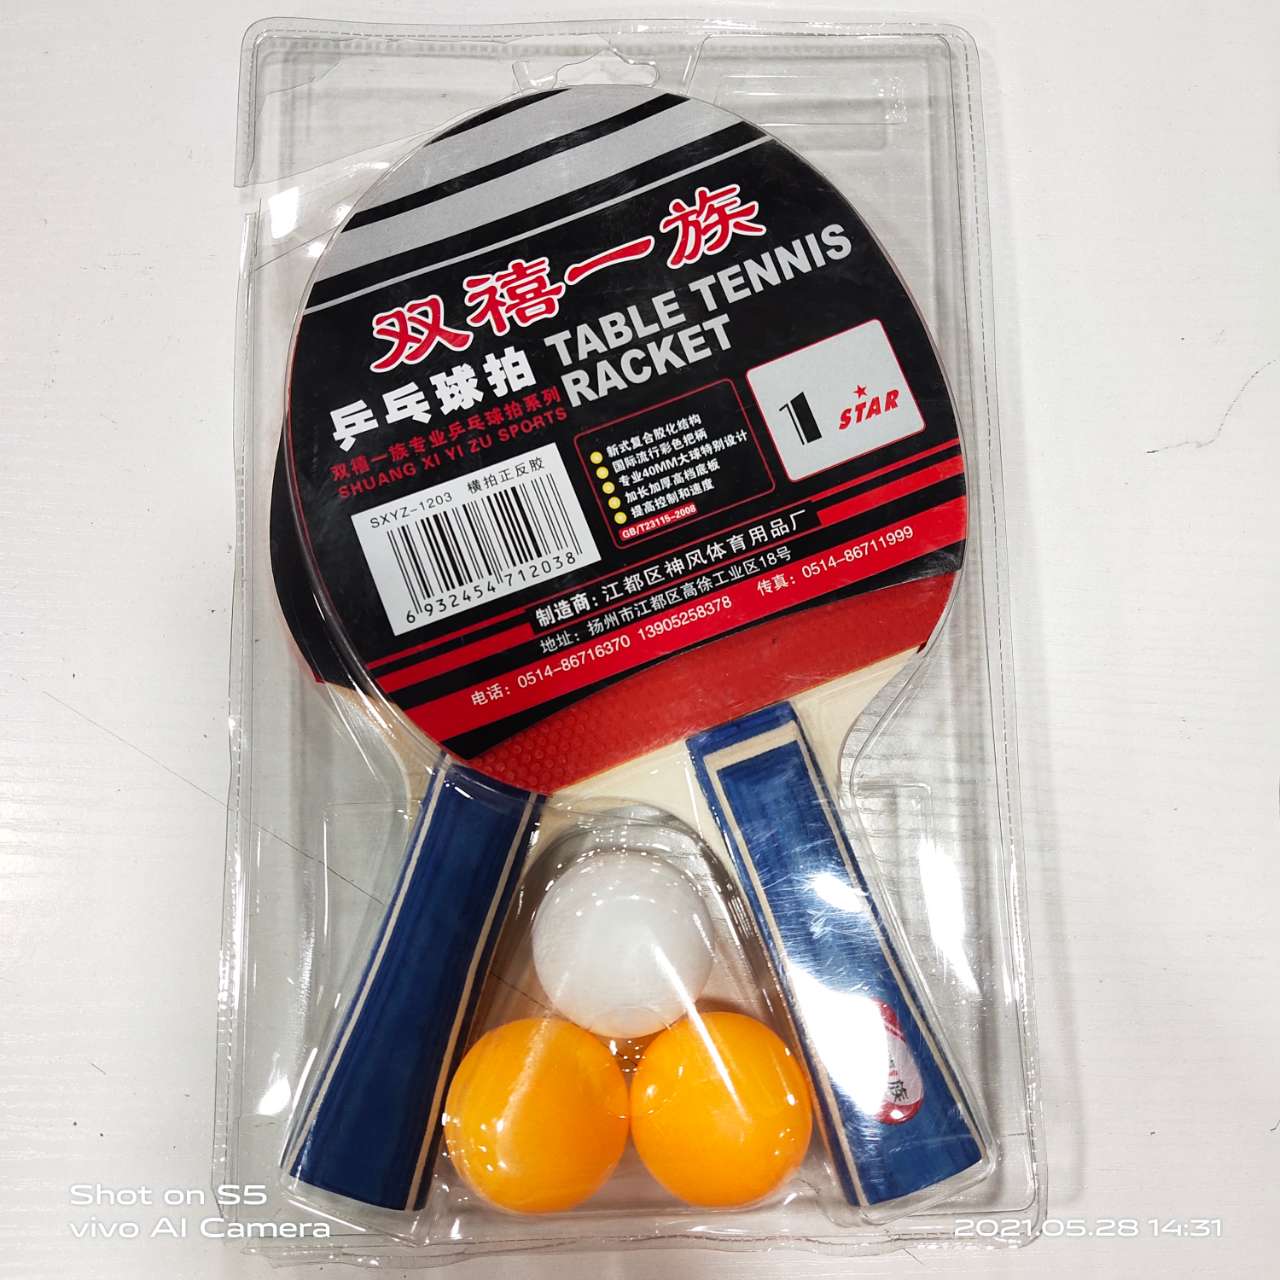 双禧一族
乒乓球拍
TABLE TENNIS
RACKET
双禧一族专业乒乓球拍系列
SHUANG XI YI ZU SPORTS
1 STAR
SXYZ-1203 横拍正反胶
6 932454 712038
新式复合胶化结构
国际流行彩色把柄
专业40MM大球特别设计
加长加厚高档底板
提高控制和速度
GB/T23115-2008
制造商:江都区神风体育用品厂
地址: 扬州市江都区高徐工业区18号
电话: 0514-86716370 13905258378 传真: 0514-86711999
族
Shot on S5
vivo AI Camera
2021.05.28 14:31